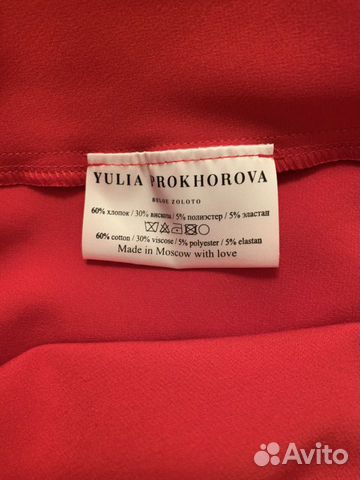 YULIA PROKHOROVA
BELOE ZOLOTO
60% хлопок / 30% вискоза / 5% полиэстер / 5% эластан
60% cotton / 30% viscose / 5% polyester / 5% elastan
Made in Moscow with love
Avito